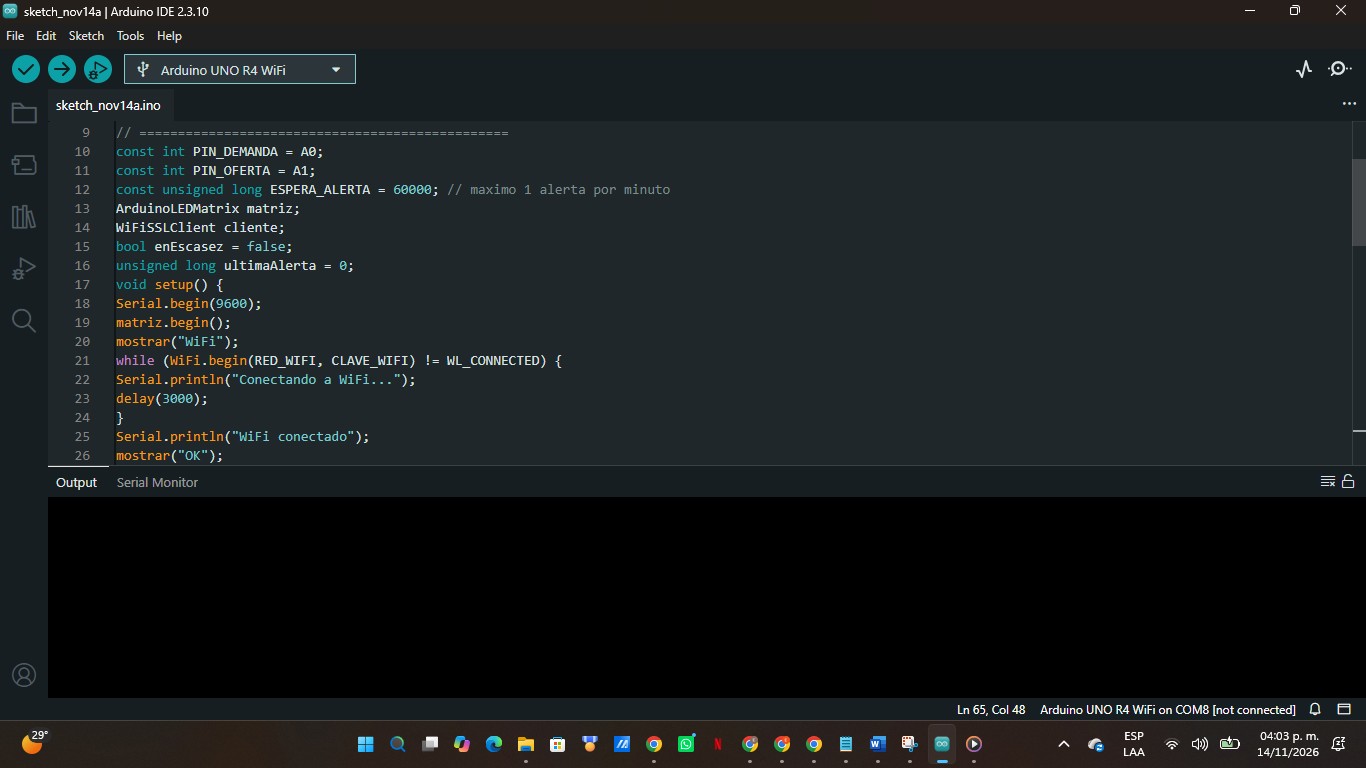 sketch_nov14a | Arduino IDE 2.3.10
File Edit Sketch Tools Help
Arduino UNO R4 WiFi
sketch_nov14a.ino
9 // ================================================
10 const int PIN_DEMANDA = A0;
11 const int PIN_OFERTA = A1;
12 const unsigned long ESPERA_ALERTA = 60000; // maximo 1 alerta por minuto
13 ArduinoLEDMatrix matriz;
14 WiFiSSLClient cliente;
15 bool enEscasez = false;
16 unsigned long ultimaAlerta = 0;
17 void setup() {
18 Serial.begin(9600);
19 matriz.begin();
20 mostrar("WiFi");
21 while (WiFi.begin(RED_WIFI, CLAVE_WIFI) != WL_CONNECTED) {
22 Serial.println("Conectando a WiFi...");
23 delay(3000);
24 }
25 Serial.println("WiFi conectado");
26 mostrar("OK");
Output Serial Monitor
Ln 65, Col 48 Arduino UNO R4 WiFi on COM8 [not connected]
29°
ESP
LAA
04:03 p. m.
14/11/2026